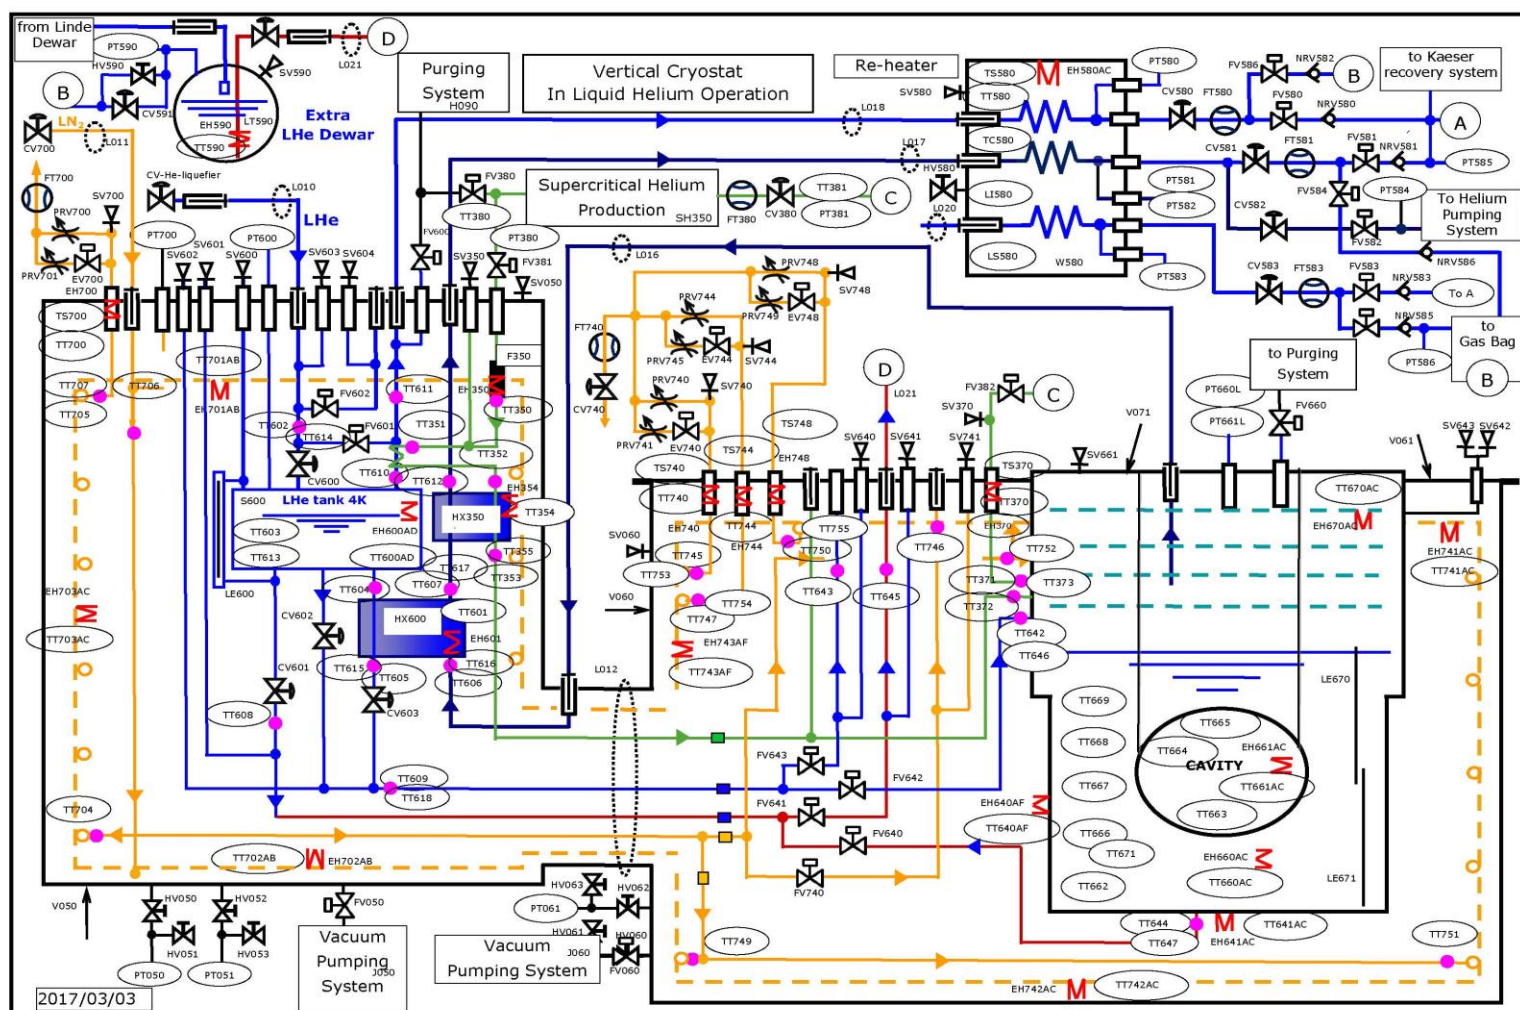 from Linde
Dewar
PT590
HV590
B
CV591
SV590
L021
D
EH590
LT590
TT590
Extra
LHe Dewar
LN2
CV700
L011
FT700
PRV700
SV700
PRV701
EV700
EH700
CV-He-liquefier
L010
LHe
PT700
SV601
SV602
SV600
PT600
SV603
SV604
Purging
System
H090
Vertical Cryostat
In Liquid Helium Operation
Re-heater
L018
L017
FV380
TT380
PT380
FV600
SV350
FV381
SV050
Supercritical Helium
Production
SH350
FT380
CV380
TT381
PT381
C
L016
SV580
TS580
TT580
EH580AC
TC580
HV580
LI580
L020
LS580
W580
PT580
PT581
PT582
PT583
CV580
FT580
FV586
NRV582
B
FV580
NRV580
to Kaeser
recovery system
A
CV581
FT581
FV581
NRV581
PT585
FV584
PT584
CV582
FV582
To Helium
Pumping
System
NRV586
CV583
FT583
FV583
NRV583
To A
NRV585
to
Gas Bag
PT586
B
TS700
TT700
TT707
TT705
TT706
TT701AB
EH701AB
TT602
TT614
FV602
FV601
TT611
TT351
TT610
TT612
EH350
F350
TT350
TT352
EH354
TT354
CV600
S600
LHe tank 4K
TT603
TT613
EH600AD
TT600AD
HX350
TT355
TT353
TT617
TT607
TT604
LE600
CV602
HX600
TT601
EH601
TT616
TT606
TT615
TT605
CV603
CV601
TT608
EH703AC
TT703AC
TT704
TT609
TT618
TT702AB
EH702AB
L012
FT740
CV740
PRV744
PRV748
PRV749
EV748
SV748
PRV745
EV744
SV744
PRV740
SV740
PRV741
EV740
TS740
TT740
TS744
TS748
EH748
EH740
TT744
EH744
TT745
TT753
TT750
TT755
TT754
TT747
EH743AF
TT743AF
SV060
V060
D
L021
SV640
SV641
SV741
TT643
TT645
TT746
FV382
C
SV370
TS370
TT370
EH370
TT752
TT371
TT373
TT372
TT642
TT646
SV661
V071
to Purging
System
PT660L
PT661L
FV660
V061
SV643
SV642
TT670AC
EH670AC
EH741AC
TT741AC
LE670
LE671
TT669
TT668
TT667
TT666
TT671
TT662
TT665
TT664
EH661AC
CAVITY
TT661AC
TT663
EH660AC
TT660AC
EH640AF
TT640AF
FV643
FV642
FV641
FV640
FV740
TT644
TT647
EH641AC
TT641AC
TT751
TT749
EH742AC
TT742AC
V050
HV050
HV051
PT050
HV052
HV053
PT051
FV050
Vacuum
Pumping
System
J050
HV063
HV062
PT061
HV061
HV060
J060
FV060
Vacuum
Pumping System
2017/03/03